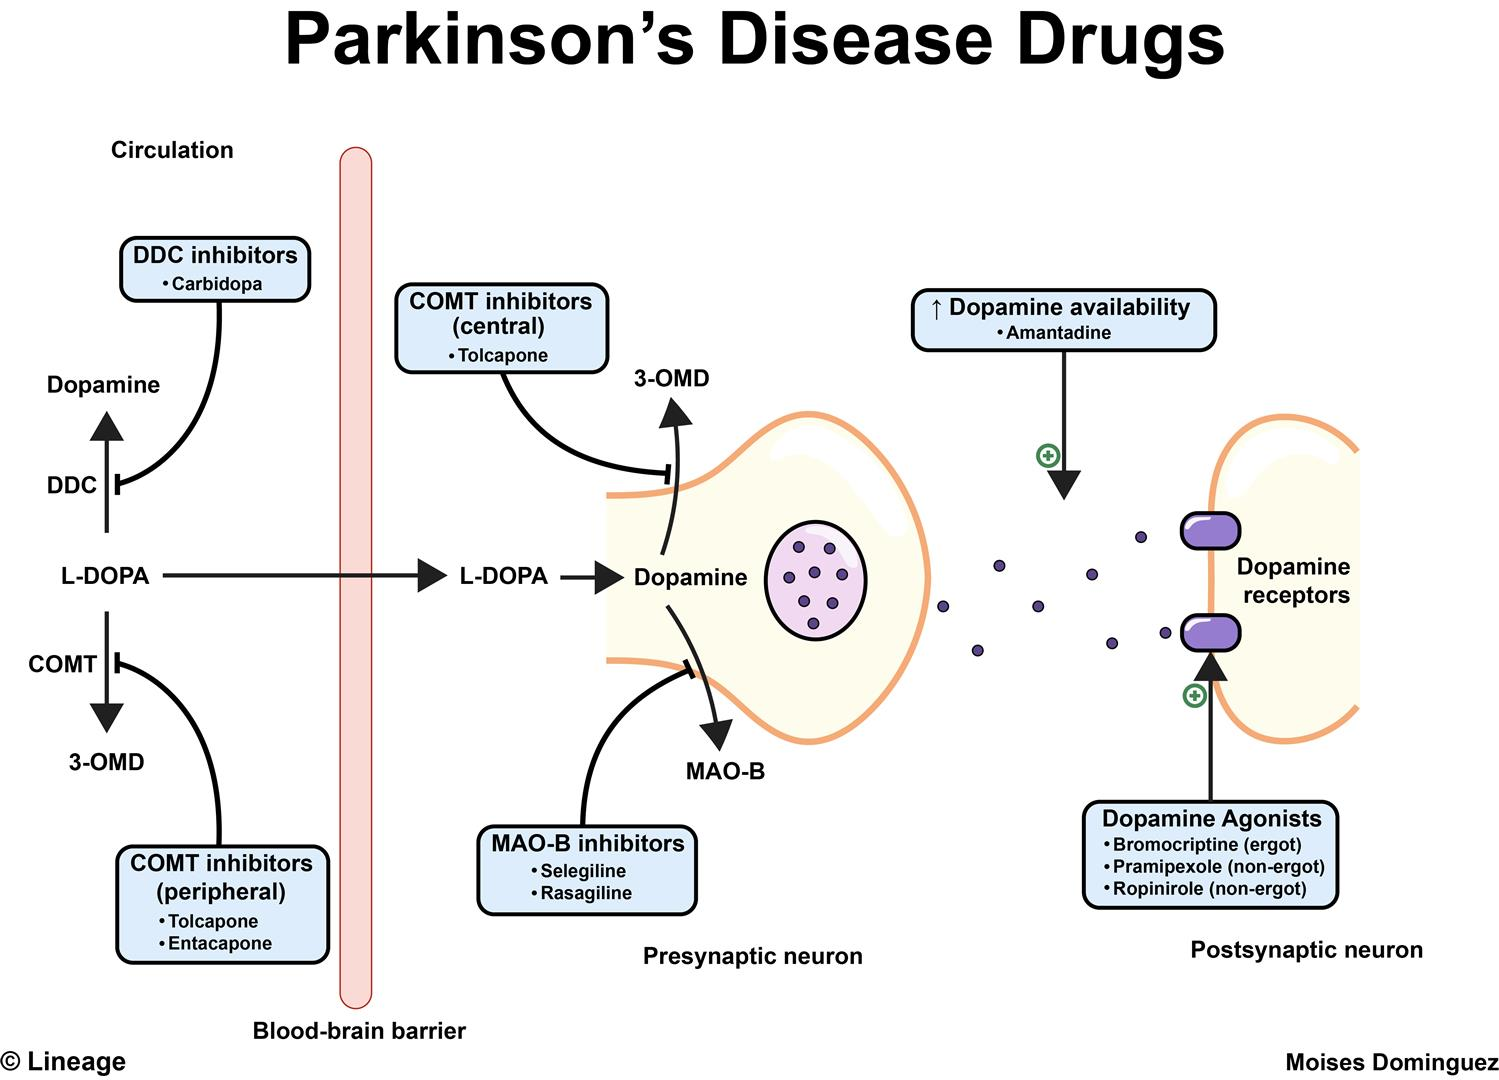 Parkinson's Disease Drugs
Circulation
DDC inhibitors
• Carbidopa
COMT inhibitors
(central)
• Tolcapone
↑ Dopamine availability
• Amantadine
Dopamine
3-OMD
DDC
L-DOPA
L-DOPA
Dopamine
Dopamine
receptors
COMT
3-OMD
MAO-B
COMT inhibitors
(peripheral)
• Tolcapone
• Entacapone
MAO-B inhibitors
• Selegiline
• Rasagiline
Dopamine Agonists
• Bromocriptine (ergot)
• Pramipexole (non-ergot)
• Ropinirole (non-ergot)
Presynaptic neuron
Postsynaptic neuron
Blood-brain barrier
© Lineage
Moises Dominguez